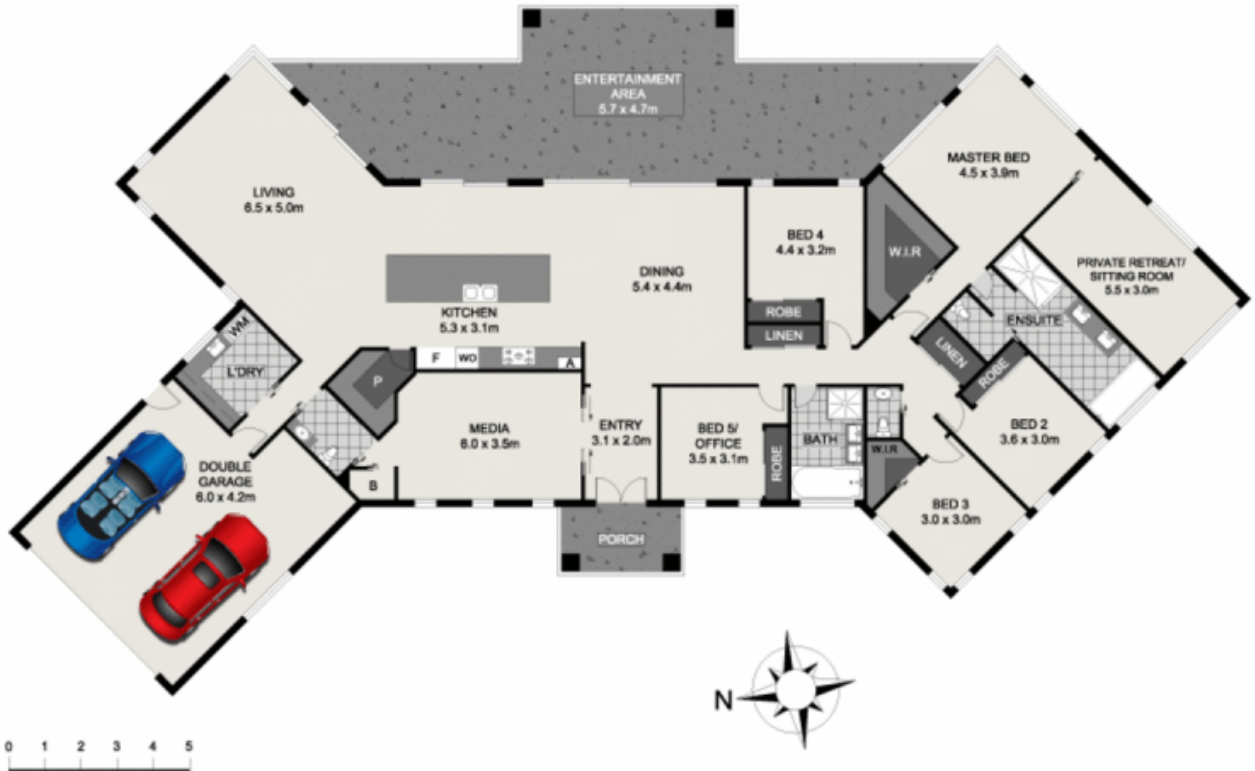 ENTERTAINMENT
AREA
5.7 x 4.7m
MASTER BED
4.5 x 3.9m
LIVING
6.5 x 5.0m
BED 4
4.4 x 3.2m
W.I.R
PRIVATE RETREAT/
SITTING ROOM
5.5 x 3.0m
DINING
5.4 x 4.4m
KITCHEN
5.3 x 3.1m
ROBE
LINEN
ENSUITE
WM
L'DRY
P
F
WO
A
LINEN
ROBE
MEDIA
6.0 x 3.5m
ENTRY
3.1 x 2.0m
BED 5/
OFFICE
3.5 x 3.1m
ROBE
BATH
W.I.R
BED 2
3.6 x 3.0m
BED 3
3.0 x 3.0m
DOUBLE
GARAGE
6.0 x 4.2m
B
PORCH
N
0 1 2 3 4 5